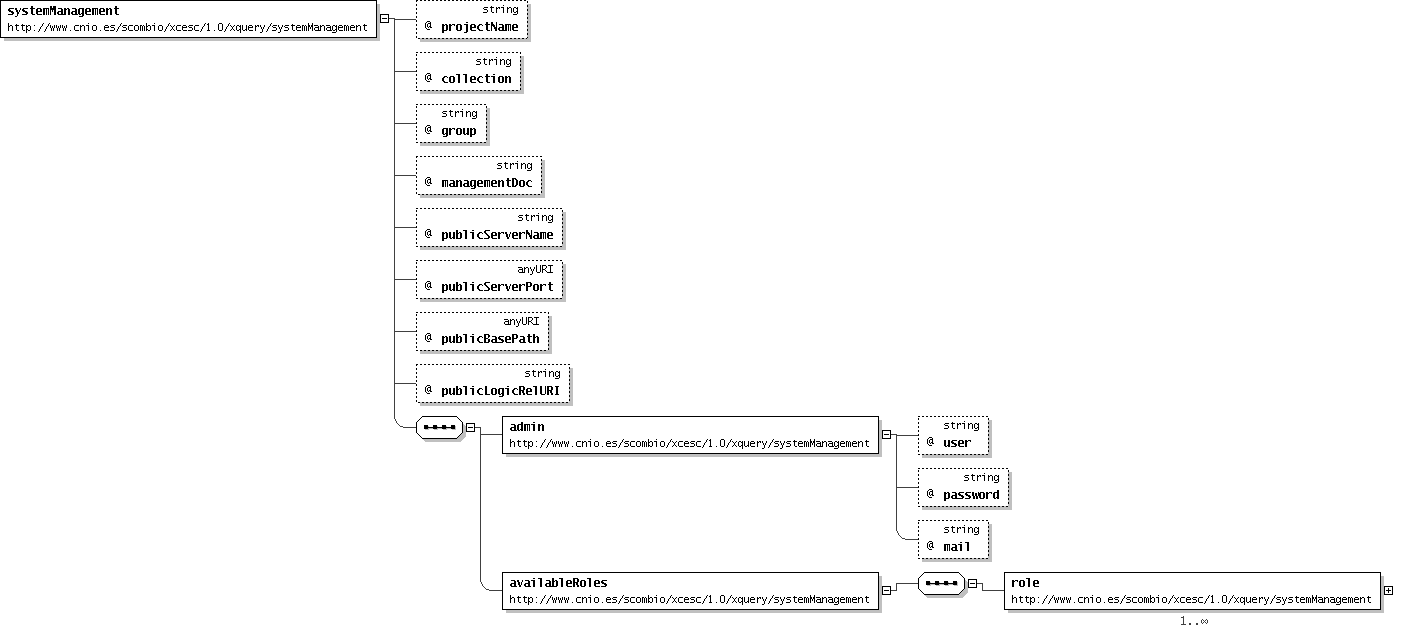 systemManagement
http://www.cnio.es/scombio/xcesc/1.0/xquery/systemManagement
string
@ projectName
string
@ collection
string
@ group
string
@ managementDoc
string
@ publicServerName
anyURI
@ publicServerPort
anyURI
@ publicBasePath
string
@ publicLogicRelURI
admin
http://www.cnio.es/scombio/xcesc/1.0/xquery/systemManagement
string
@ user
string
@ password
string
@ mail
availableRoles
http://www.cnio.es/scombio/xcesc/1.0/xquery/systemManagement
role
http://www.cnio.es/scombio/xcesc/1.0/xquery/systemManagement
1..∞